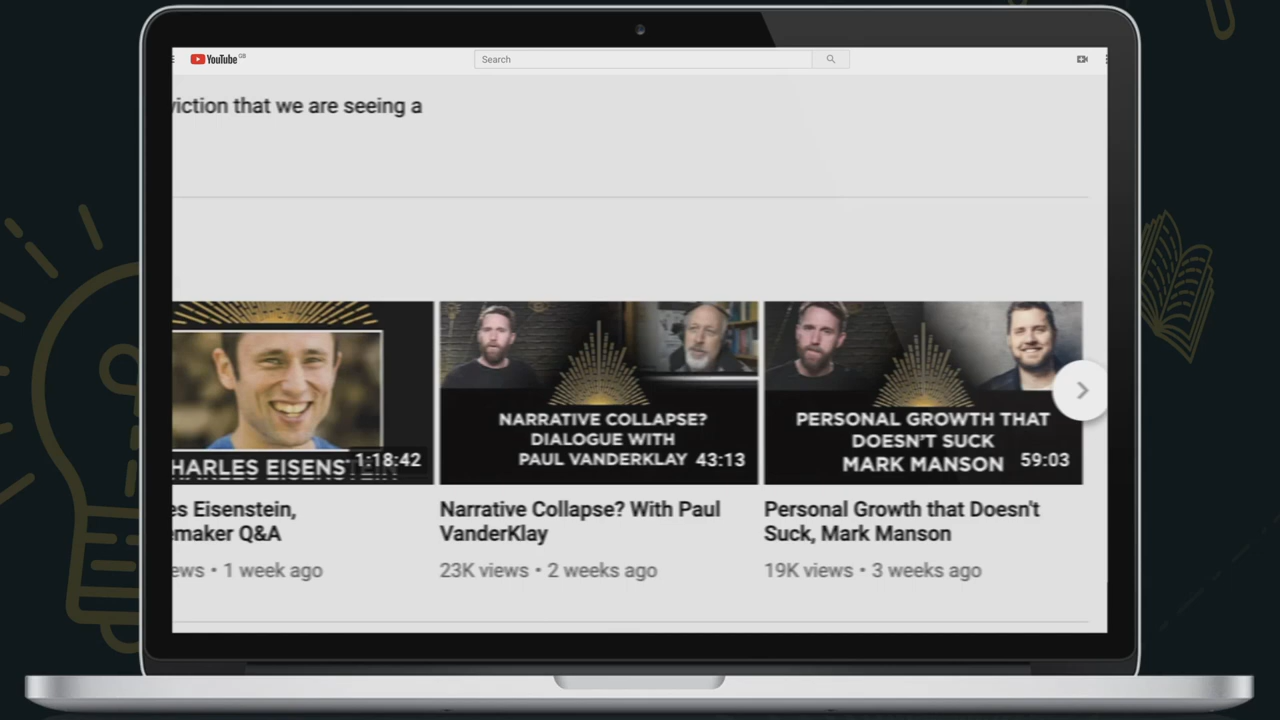 YouTube GB
Search
viction that we are seeing a
HARLES EISENSTEIN
1:18:42
NARRATIVE COLLAPSE?
DIALOGUE WITH
PAUL VANDERKLAY
43:13
PERSONAL GROWTH THAT
DOESN'T SUCK
MARK MANSON
59:03
es Eisenstein,
emaker Q&A
ews • 1 week ago
Narrative Collapse? With Paul
VanderKlay
23K views • 2 weeks ago
Personal Growth that Doesn't
Suck, Mark Manson
19K views • 3 weeks ago